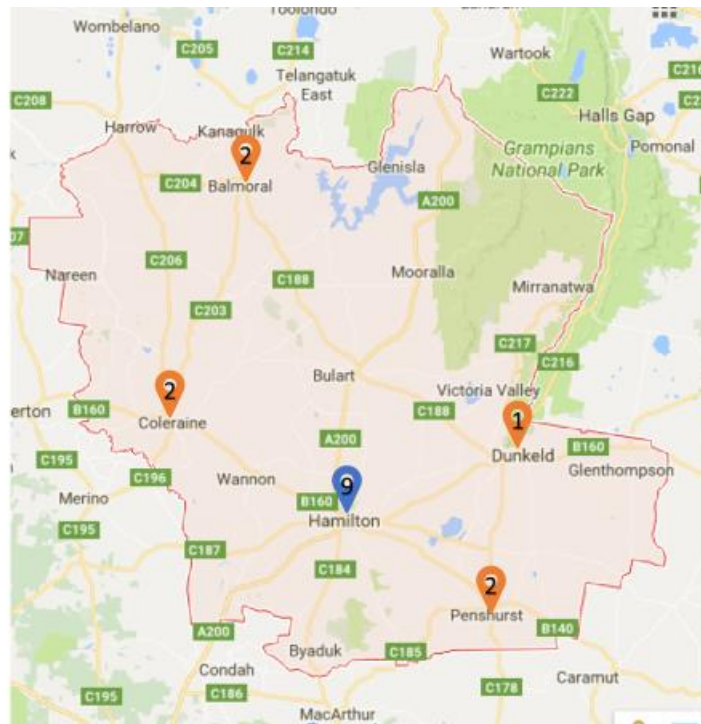 Toolondo
Wombelano
C205
C214
Wartook
C216
Telangatuk
East
C208
C222
Halls Gap
Harrow
Kanagulk
Grampians
National Park
Pomonal
2
Glenisla
C204
Balmoral
A200
C206
Nareen
Mooralla
C188
Mirranatwa
C203
C217
C216
Bulart
Victoria Valley
2
B160
C188
1
Coleraine
A200
B160
Dunkeld
Glenthompson
C195
C196
Wannon
9
Merino
B160
Hamilton
C195
C187
C184
2
Penshurst
A200
B140
Byaduk
C185
Condah
Caramut
C195
C186
C178
MacArthur